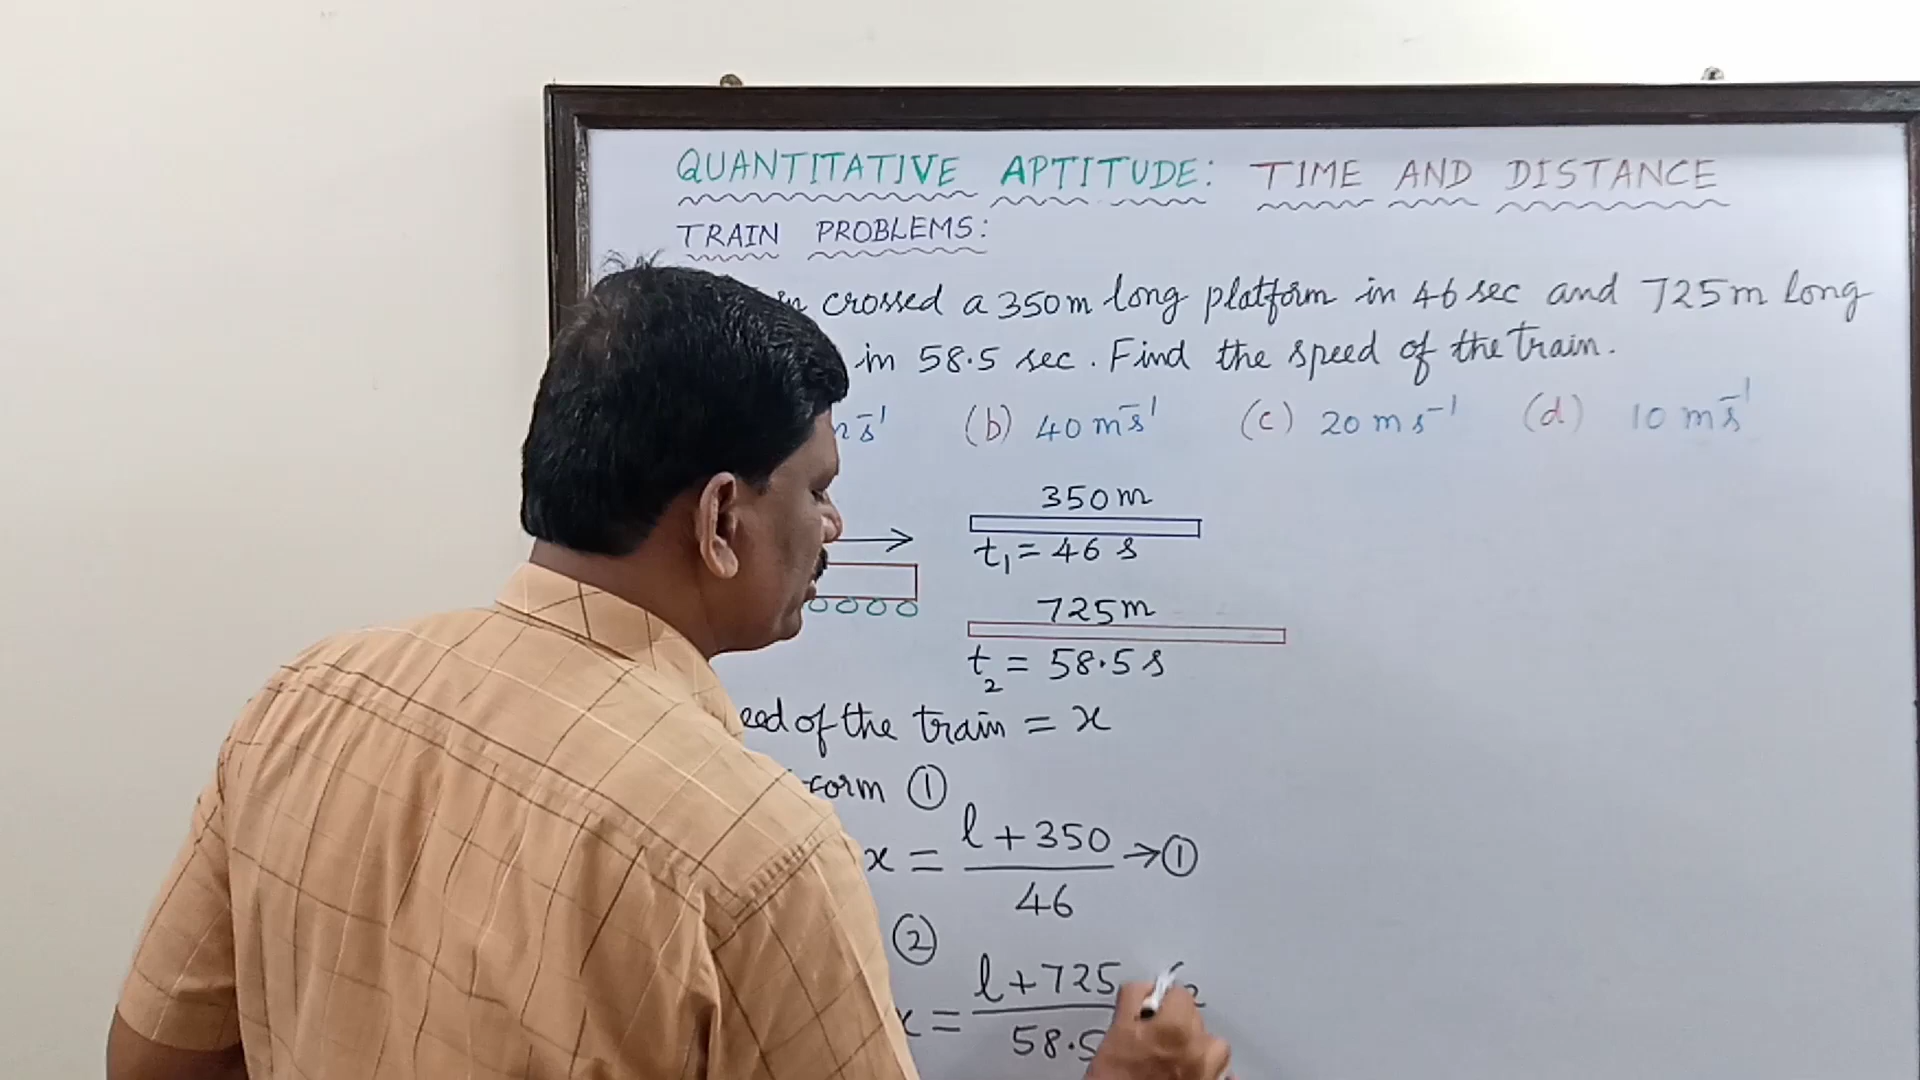 QUANTITATIVE APTITUDE: TIME AND DISTANCE
TRAIN PROBLEMS:
crossed a 350m long platform in 46 sec and 725m long
in 58.5 sec. Find the speed of the train.
(b) 40 ms⁻¹ (c) 20 ms⁻¹ (d) 10 ms⁻¹
350m
t₁ = 46 s
725m
t₂ = 58.5 s
of the train = x
①
x = (l + 350)/46 → ①
②
x = (l + 725)/58.5